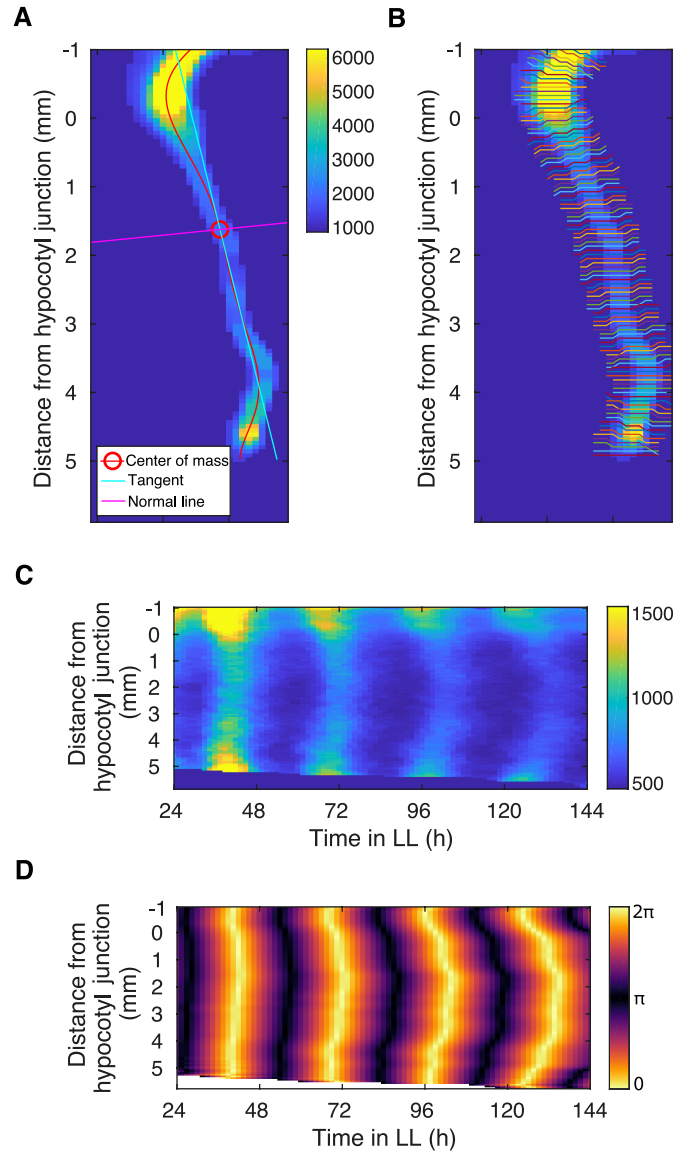 A
B
Distance from hypocotyl junction (mm)
-1
0
1
2
3
4
5
6000
5000
4000
3000
2000
1000
Center of mass
Tangent
Normal line
Distance from hypocotyl junction (mm)
-1
0
1
2
3
4
5
C
Distance from
hypocotyl junction
(mm)
-1
0
1
2
3
4
5
24 48 72 96 120 144
Time in LL (h)
1500
1000
500
D
Distance from
hypocotyl junction
(mm)
-1
0
1
2
3
4
5
24 48 72 96 120 144
Time in LL (h)
2π
π
0